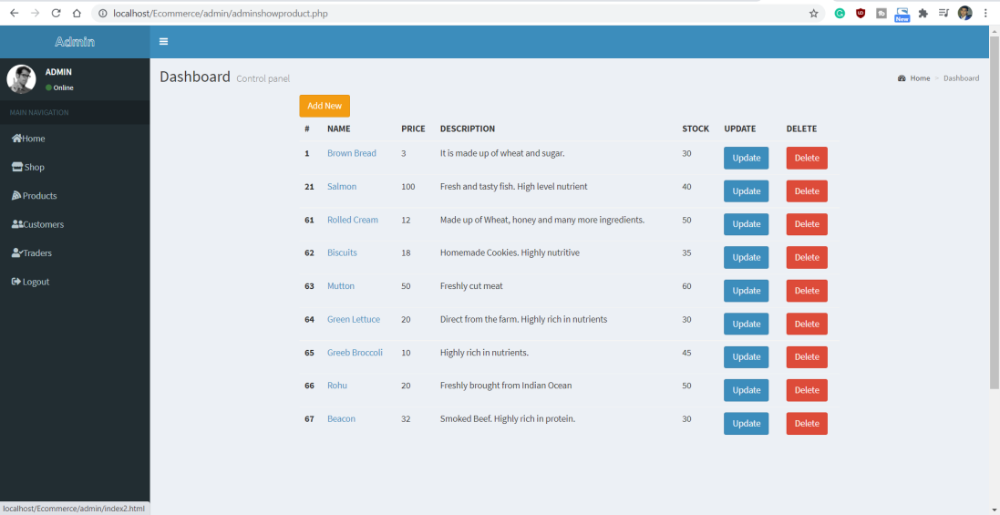 localhost/Ecommerce/admin/adminshowproduct.php
New
Admin
ADMIN
Online
MAIN NAVIGATION
Home
Shop
Products
Customers
Traders
Logout
Dashboard Control panel
Home > Dashboard
Add New
# NAME PRICE DESCRIPTION STOCK UPDATE DELETE
1 Brown Bread 3 It is made up of wheat and sugar. 30 Update Delete
21 Salmon 100 Fresh and tasty fish. High level nutrient 40 Update Delete
61 Rolled Cream 12 Made up of Wheat, honey and many more ingredients. 50 Update Delete
62 Biscuits 18 Homemade Cookies. Highly nutritive 35 Update Delete
63 Mutton 50 Freshly cut meat 60 Update Delete
64 Green Lettuce 20 Direct from the farm. Highly rich in nutrients 30 Update Delete
65 Greeb Broccoli 10 Highly rich in nutrients. 45 Update Delete
66 Rohu 20 Freshly brought from Indian Ocean 50 Update Delete
67 Beacon 32 Smoked Beef. Highly rich in protein. 30 Update Delete
localhost/Ecommerce/admin/index2.html